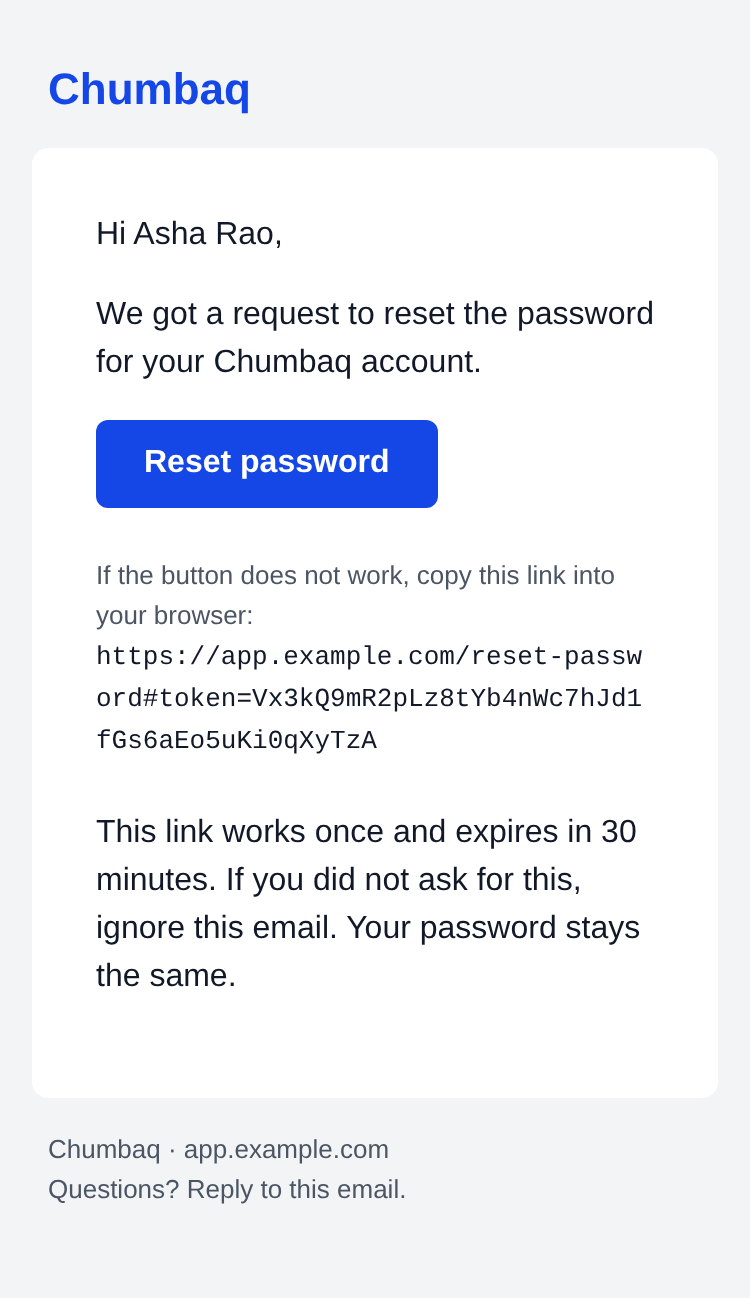 Chumbaq
Hi Asha Rao,
We got a request to reset the password
for your Chumbaq account.
Reset password
If the button does not work, copy this link into
your browser:
https://app.example.com/reset-passw
ord#token=Vx3kQ9mR2pLz8tYb4nWc7hJd1
fGs6aEo5uKi0qXyTzA
This link works once and expires in 30
minutes. If you did not ask for this,
ignore this email. Your password stays
the same.
Chumbaq · app.example.com
Questions? Reply to this email.